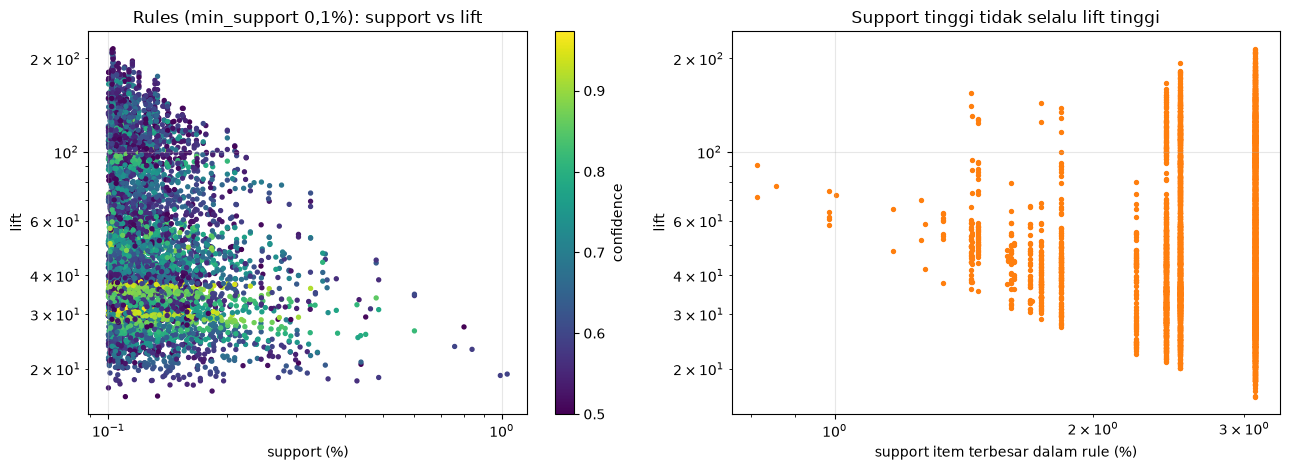 Rules (min_support 0,1%): support vs lift
2 × 10²
10²
6 × 10¹
4 × 10¹
3 × 10¹
2 × 10¹
lift
10⁻¹
10⁰
support (%)
0.9
0.8
0.7
0.6
0.5
confidence
Support tinggi tidak selalu lift tinggi
2 × 10²
10²
6 × 10¹
4 × 10¹
3 × 10¹
2 × 10¹
lift
10⁰
2 × 10⁰
3 × 10⁰
support item terbesar dalam rule (%)